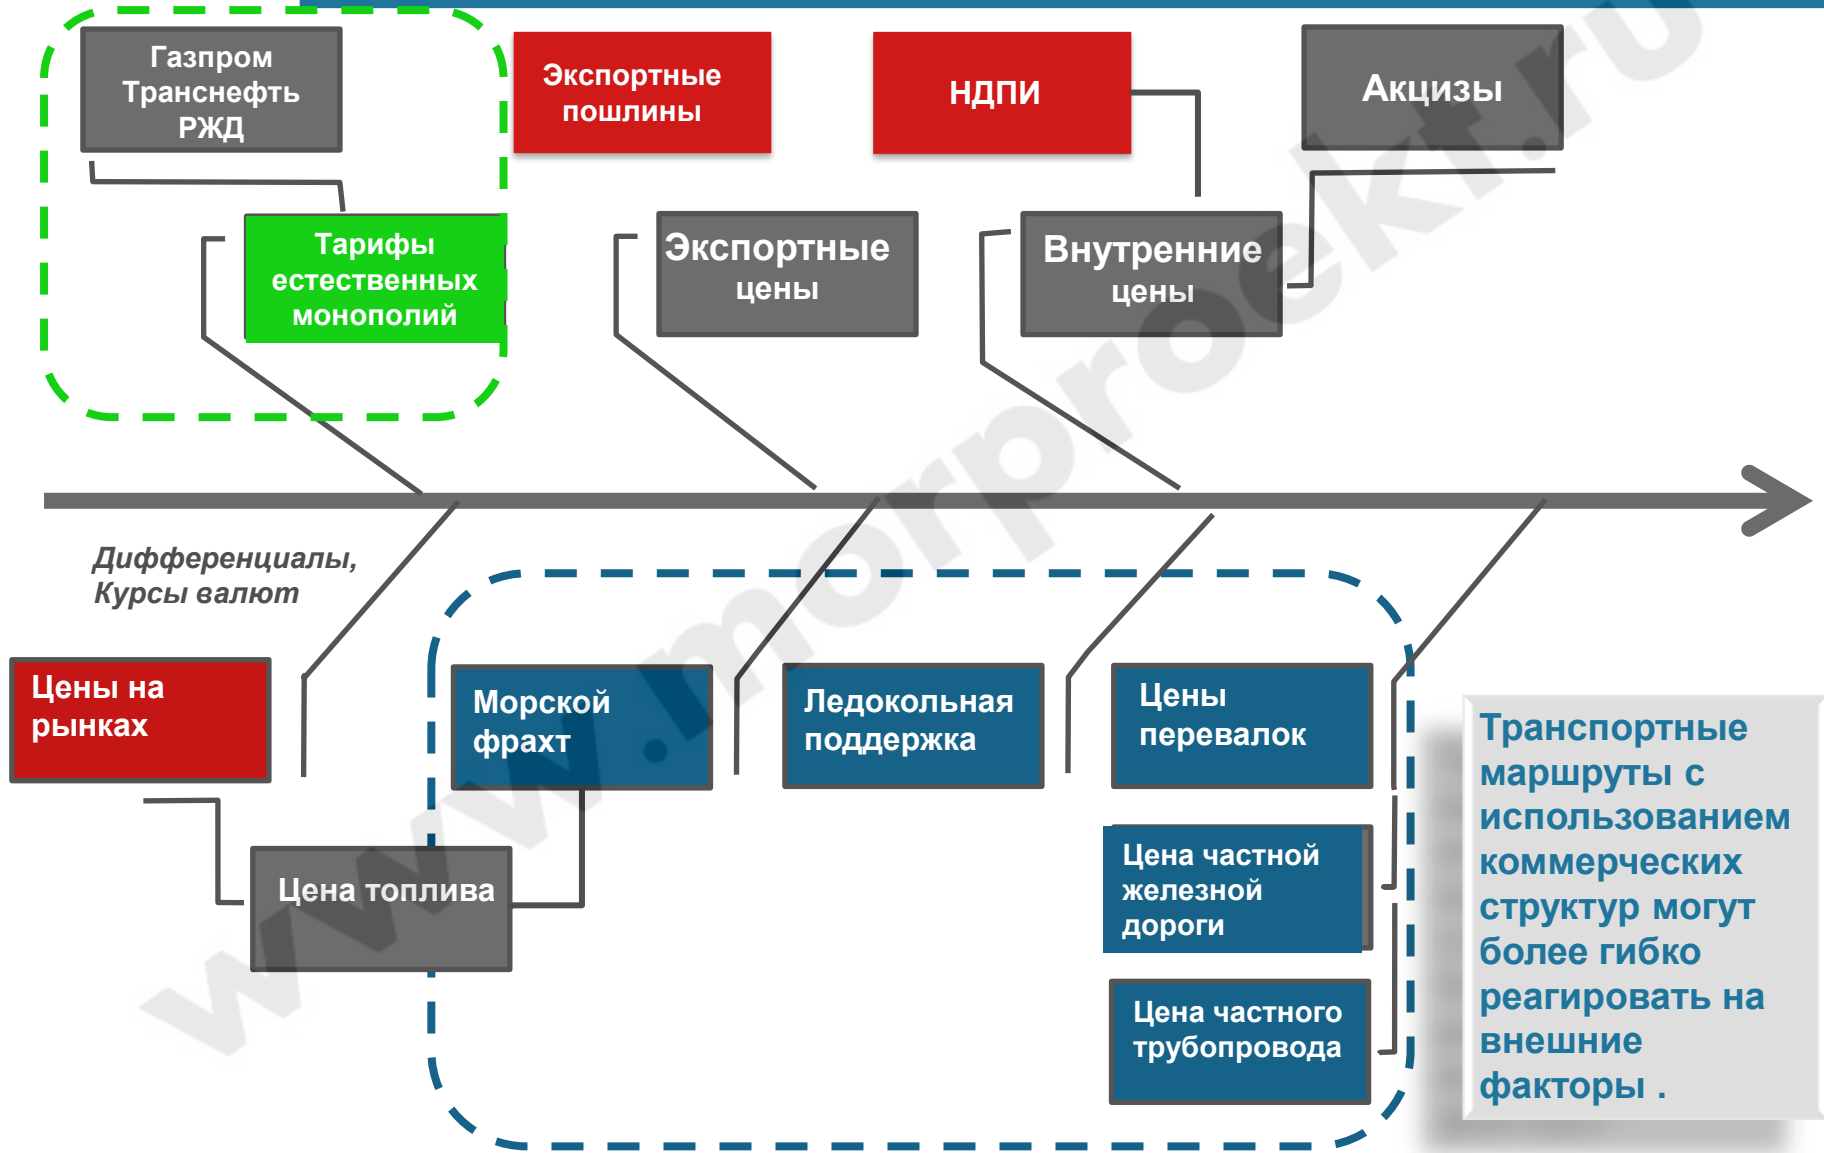 Газпром
Транснефть
РЖД
Экспортные
пошлины
НДПИ
Акцизы
Тарифы
естественных
монополий
Экспортные
цены
Внутренние
цены
Дифференциалы,
Курсы валют
Цены на
рынках
Морской
фрахт
Ледокольная
поддержка
Цены
перевалок
Цена топлива
Цена частной
железной
дороги
Цена частного
трубопровода
Транспортные
маршруты с
использованием
коммерческих
структур могут
более гибко
реагировать на
внешние
факторы .
www.morproekt.ru